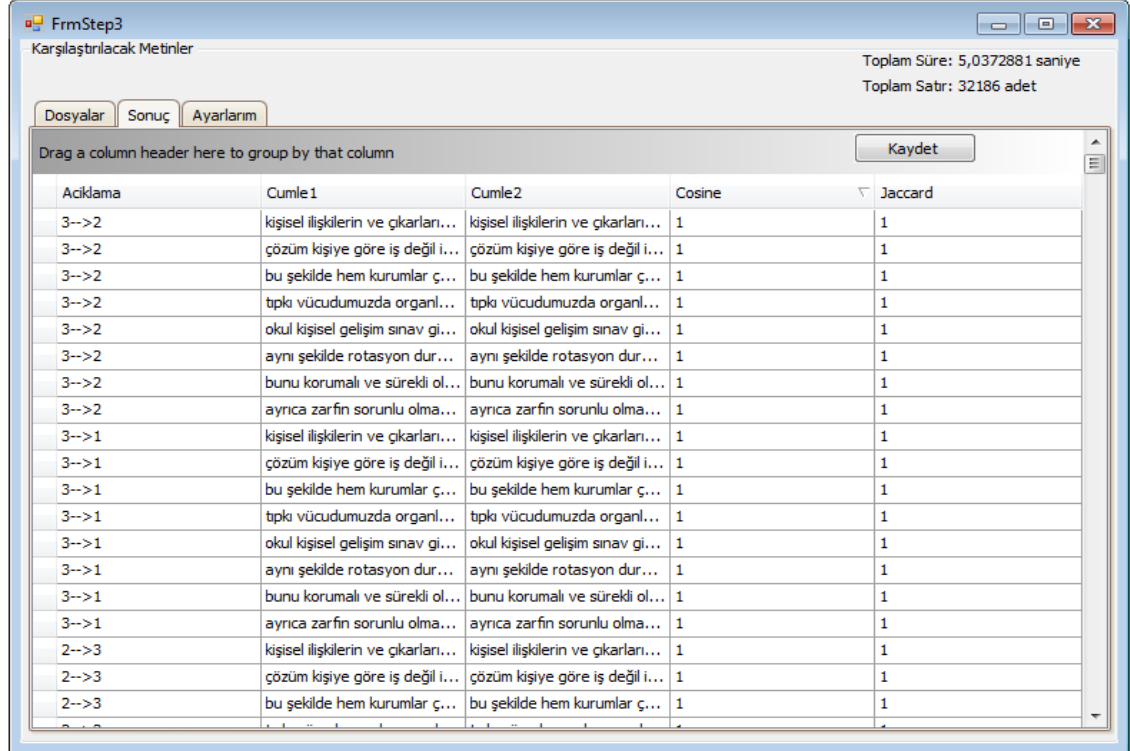 FrmStep3
Karşılaştırılacak Metinler
Toplam Süre: 5,0372881 saniye
Toplam Satır: 32186 adet
Dosyalar Sonuç Ayarlarım
Drag a column header here to group by that column Kaydet
Aciklama Cumle1 Cumle2 Cosine Jaccard
3-->2 kişisel ilişkilerin ve çıkarları... kişisel ilişkilerin ve çıkarları... 1 1
3-->2 çözüm kişiye göre iş değil i... çözüm kişiye göre iş değil i... 1 1
3-->2 bu şekilde hem kurumlar ç... bu şekilde hem kurumlar ç... 1 1
3-->2 tıpkı vücudumuzda organl... tıpkı vücudumuzda organl... 1 1
3-->2 okul kişisel gelişim sınav gi... okul kişisel gelişim sınav gi... 1 1
3-->2 aynı şekilde rotasyon dur... aynı şekilde rotasyon dur... 1 1
3-->2 bunu korumalı ve sürekli ol... bunu korumalı ve sürekli ol... 1 1
3-->2 ayrıca zarfin sorunlu olma... ayrıca zarfin sorunlu olma... 1 1
3-->1 kişisel ilişkilerin ve çıkarları... kişisel ilişkilerin ve çıkarları... 1 1
3-->1 çözüm kişiye göre iş değil i... çözüm kişiye göre iş değil i... 1 1
3-->1 bu şekilde hem kurumlar ç... bu şekilde hem kurumlar ç... 1 1
3-->1 tıpkı vücudumuzda organl... tıpkı vücudumuzda organl... 1 1
3-->1 okul kişisel gelişim sınav gi... okul kişisel gelişim sınav gi... 1 1
3-->1 aynı şekilde rotasyon dur... aynı şekilde rotasyon dur... 1 1
3-->1 bunu korumalı ve sürekli ol... bunu korumalı ve sürekli ol... 1 1
3-->1 ayrıca zarfin sorunlu olma... ayrıca zarfin sorunlu olma... 1 1
2-->3 kişisel ilişkilerin ve çıkarları... kişisel ilişkilerin ve çıkarları... 1 1
2-->3 çözüm kişiye göre iş değil i... çözüm kişiye göre iş değil i... 1 1
2-->3 bu şekilde hem kurumlar ç... bu şekilde hem kurumlar ç... 1 1